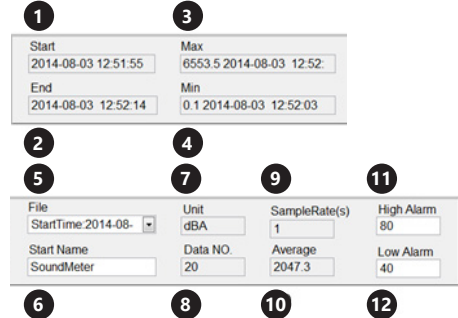 1 3
Start Max
2014-08-03 12:51:55 6553.5 2014-08-03 12:52:
End Min
2014-08-03 12:52:14 0.1 2014-08-03 12:52:03
2 4
5 7 9 11
File Unit SampleRate(s) High Alarm
StartTime:2014-08- dBA 1 80
Start Name Data NO. Average Low Alarm
SoundMeter 20 2047.3 40
6 8 10 12